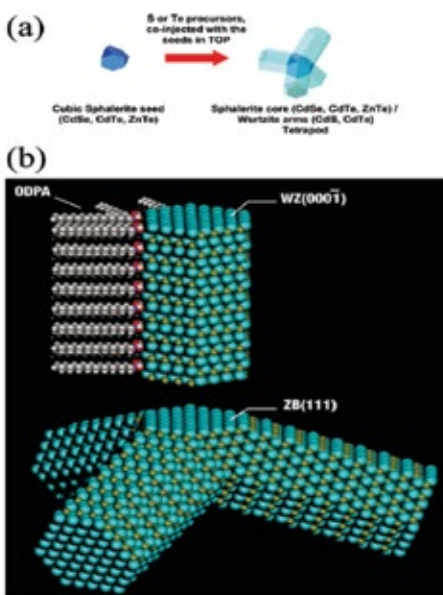 (a)
S or Te precursors,
co-injected with the
seeds in TOP
Cubic Sphalerite seed
(CdSe, CdTe, ZnTe)
Sphalerite core (CdSe, CdTe, ZnTe) /
Wurtzite arms (CdS, CdTe)
Tetrapod
(b)
ODPA
WZ(0001̅)
ZB(111)